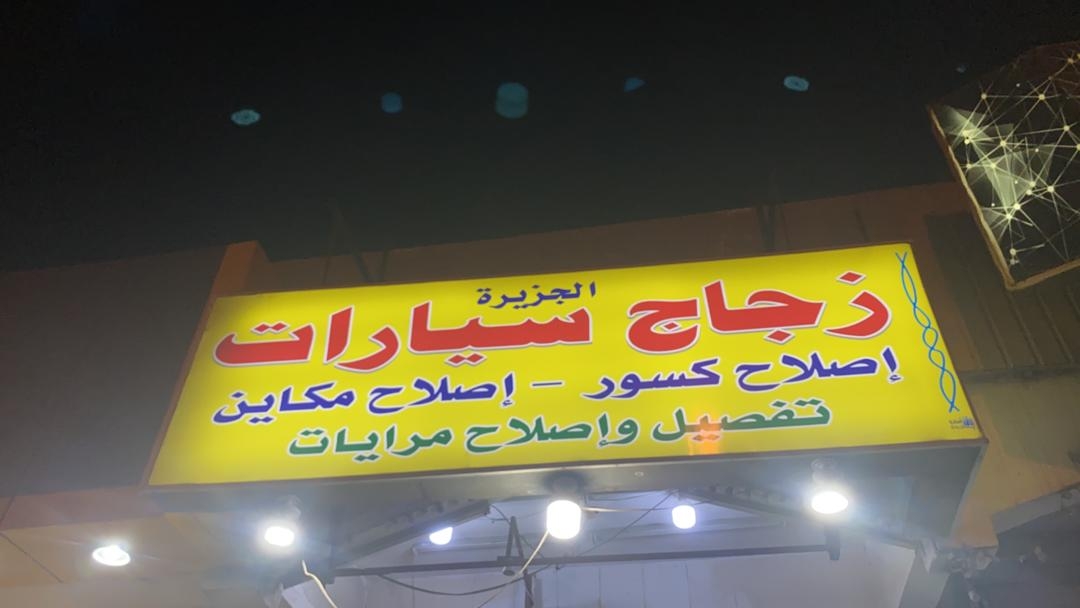 الجزيرة
زجاج سيارات
إصلاح كسور - إصلاح مكاين
تفصيل وإصلاح مرايات